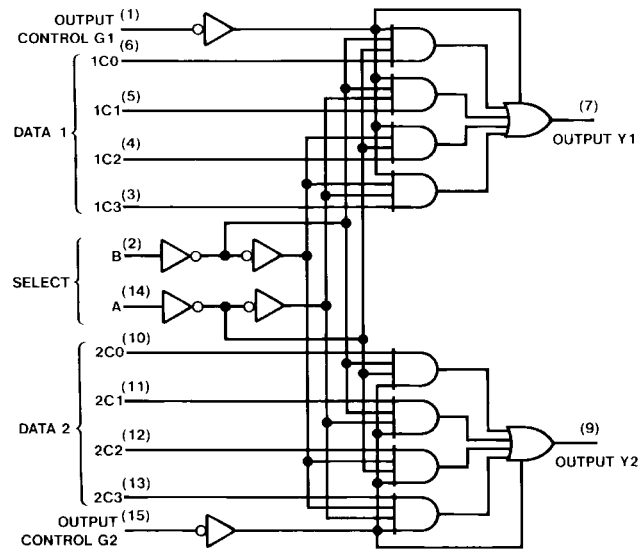 OUTPUT (1)
CONTROL G1
(6)
1C0
(5)
1C1
DATA 1
(4)
1C2
(3)
1C3
(7)
OUTPUT Y1
B (2)
SELECT
(14)
A
(10)
2C0
(11)
2C1
DATA 2
(12)
2C2
(13)
2C3
OUTPUT (15)
CONTROL G2
(9)
OUTPUT Y2